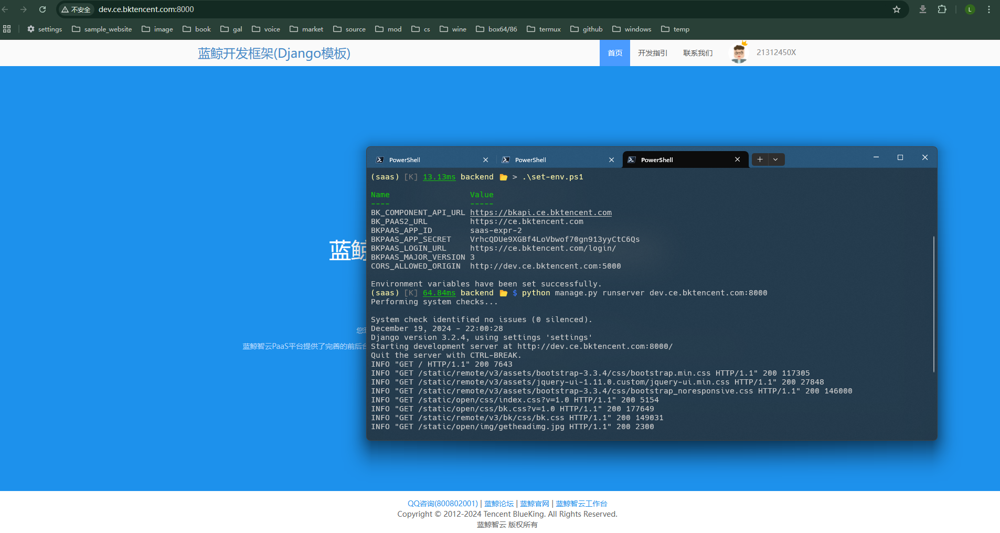 不安全 dev.ce.bktencent.com:8000
L
settings sample_website image book gal voice market source mod cs wine box64/86 termux github windows temp
蓝鲸开发框架(Django模板) 首页 开发指引 联系我们 21312450X
PowerShell PowerShell PowerShell
(saas) [K] 13.13ms backend > .\set-env.ps1
Name Value
---- -----
BK_COMPONENT_API_URL https://bkapi.ce.bktencent.com
BK_PAAS2_URL https://ce.bktencent.com
BKPAAS_APP_ID saas-expr-2
BKPAAS_APP_SECRET VrhcQDUe9XGBf4LoVbwof70gn913yyCtC6Qs
BKPAAS_LOGIN_URL https://ce.bktencent.com/login/
BKPAAS_MAJOR_VERSION 3
CORS_ALLOWED_ORIGIN http://dev.ce.bktencent.com:5000
Environment variables have been set successfully.
(saas) [K] 64.84ms backend $ python manage.py runserver dev.ce.bktencent.com:8000
Performing system checks...
System check identified no issues (0 silenced).
December 19, 2024 - 22:00:28
Django version 3.2.4, using settings 'settings'
Starting development server at http://dev.ce.bktencent.com:8000/
Quit the server with CTRL-BREAK.
INFO "GET / HTTP/1.1" 200 7643
INFO "GET /static/remote/v3/assets/bootstrap-3.3.4/css/bootstrap.min.css HTTP/1.1" 200 117305
INFO "GET /static/remote/v3/assets/jquery-ui-1.11.0.custom/jquery-ui.min.css HTTP/1.1" 200 27848
INFO "GET /static/remote/v3/assets/bootstrap-3.3.4/css/bootstrap_noresponsive.css HTTP/1.1" 200 146000
INFO "GET /static/open/css/index.css?v=1.0 HTTP/1.1" 200 5154
INFO "GET /static/open/css/bk.css?v=1.0 HTTP/1.1" 200 177649
INFO "GET /static/remote/v3/bk/css/bk.css HTTP/1.1" 200 149031
INFO "GET /static/open/img/getheadimg.jpg HTTP/1.1" 200 2300
蓝鲸
您
蓝鲸智云PaaS平台提供了完善的前后台
QQ咨询(800802001) | 蓝鲸论坛 | 蓝鲸官网 | 蓝鲸智云工作台
Copyright © 2012-2024 Tencent BlueKing. All Rights Reserved.
蓝鲸智云 版权所有